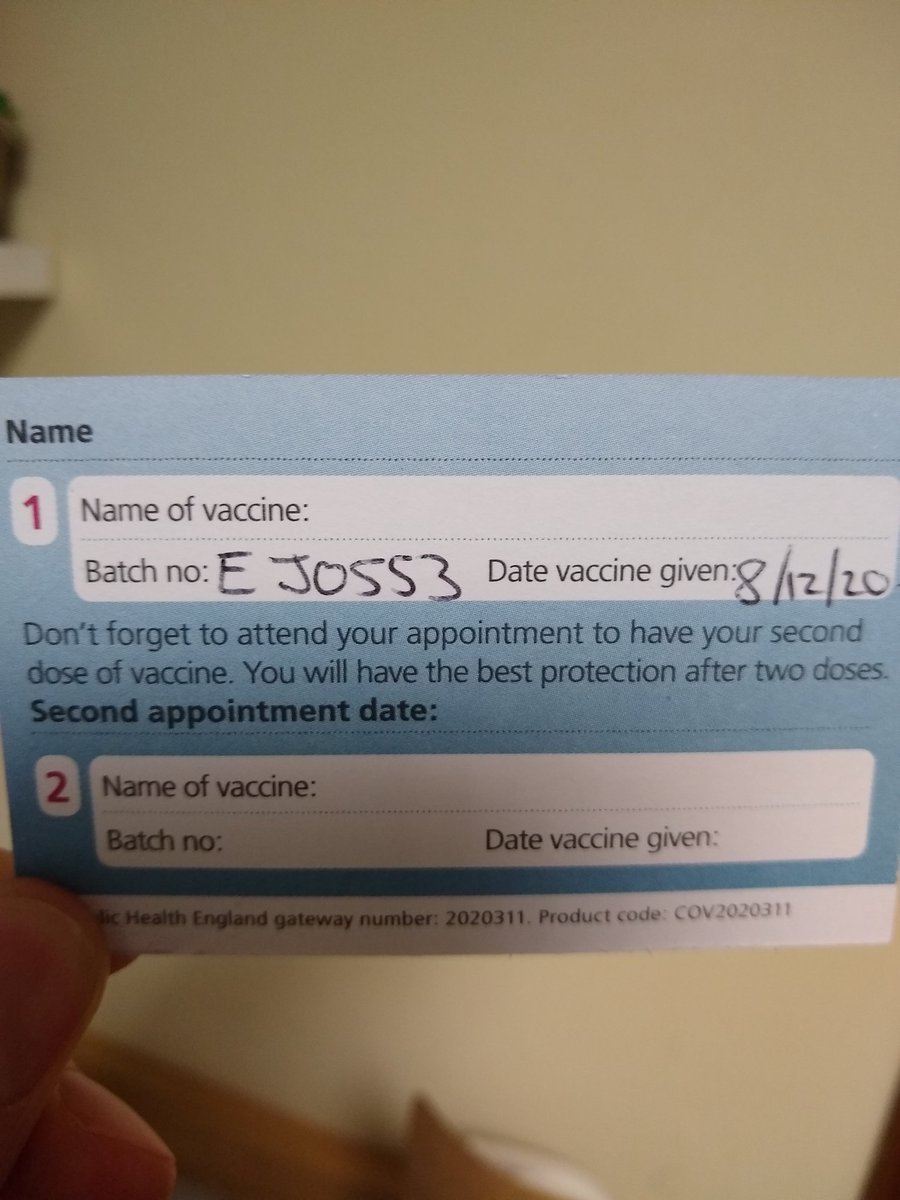 Name
1 Name of vaccine:
Batch no: EJ0553 Date vaccine given: 8/12/20
Don't forget to attend your appointment to have your second
dose of vaccine. You will have the best protection after two doses.
Second appointment date:
2 Name of vaccine:
Batch no: Date vaccine given:
lic Health England gateway number: 2020311. Product code: COV2020311